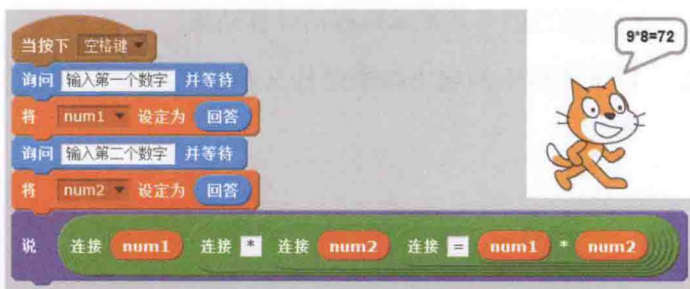 9*8=72
当按下 空格键
询问 输入第一个数字 并等待
将 num1 设定为 回答
询问 输入第二个数字 并等待
将 num2 设定为 回答
说 连接 num1 连接 * 连接 num2 连接 = num1 * num2